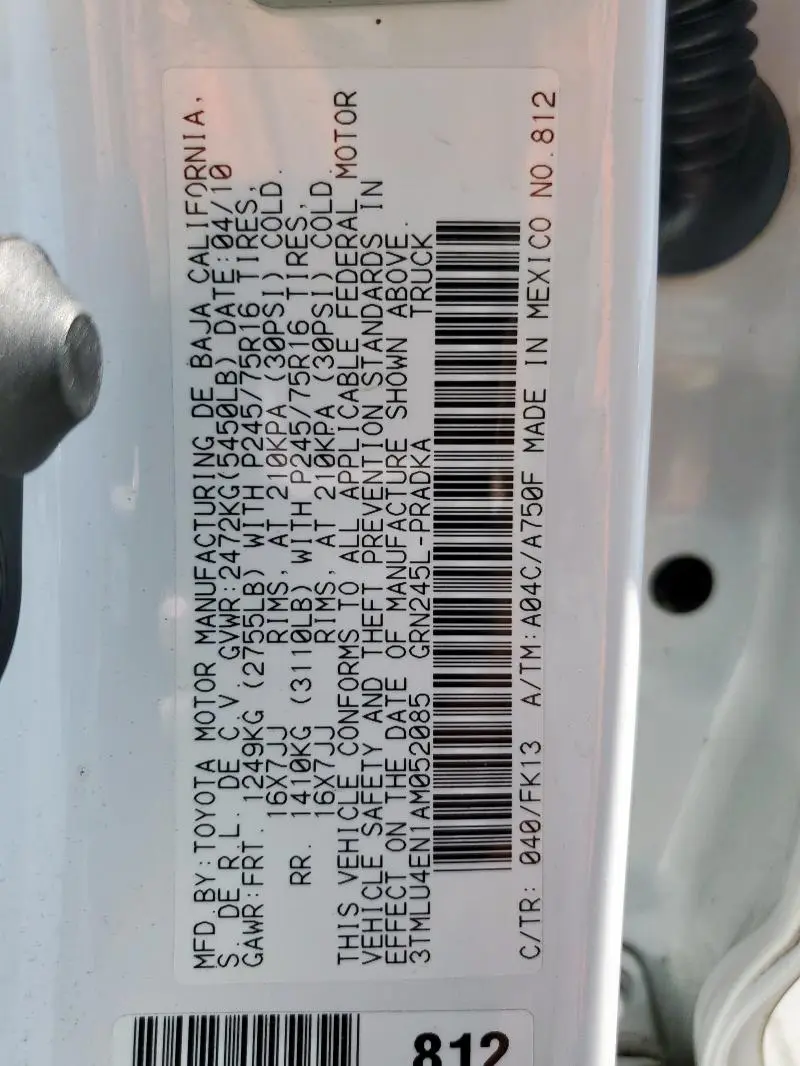 MFD.BY:TOYOTA MOTOR MANUFACTURING DE BAJA CALIFORNIA,
S. DE R.L. DE C.V. GVWR:2472KG(5450LB) DATE:04/10
GAWR:FRT. 1249KG (2755LB) WITH P245/75R16 TIRES,
16X7JJ RIMS, AT 210KPA (30PSI) COLD.
RR. 1410KG (3110LB) WITH P245/75R16 TIRES,
16X7JJ RIMS, AT 210KPA (30PSI) COLD.
THIS VEHICLE CONFORMS TO ALL APPLICABLE FEDERAL MOTOR
VEHICLE SAFETY AND THEFT PREVENTION STANDARDS IN
EFFECT ON THE DATE OF MANUFACTURE SHOWN ABOVE.
3TMLU4EN1AM052085 GRN245L-PRADKA TRUCK
C/TR: 040/FK13 A/TM:A04C/A750F MADE IN MEXICO NO.812
812